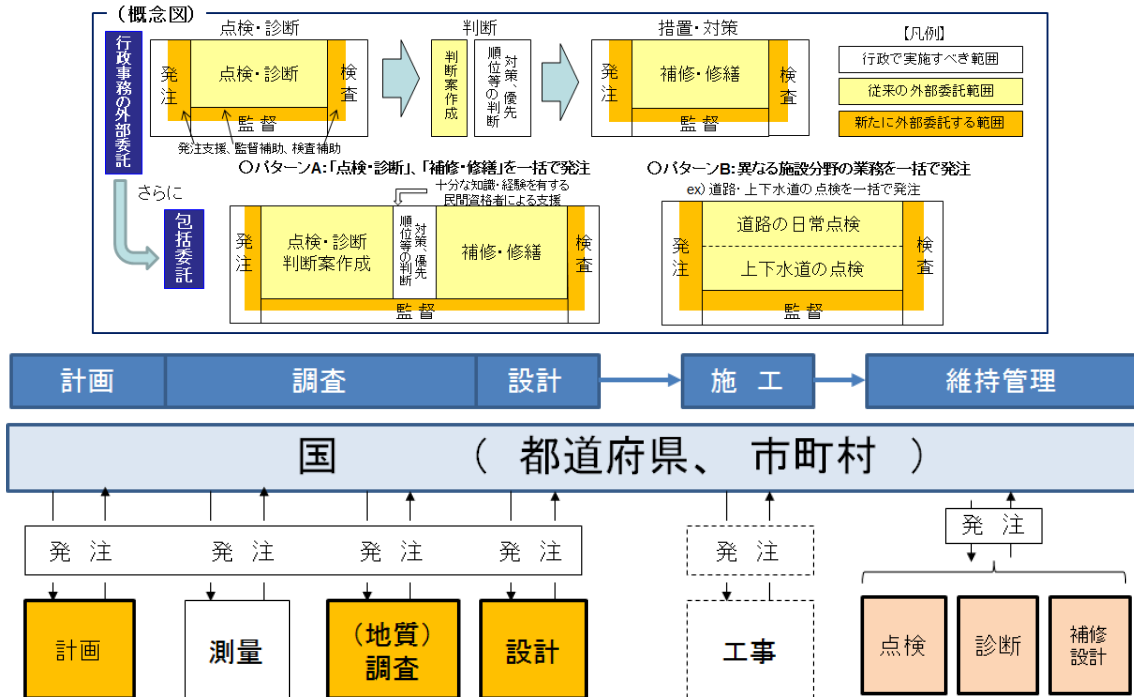 (概念図)
行政事務の外部委託
点検・診断
判断
措置・対策
【凡例】
発注
点検・診断
検査
監督
判断案作成
対策、優先
順位等の判断
発注
補修・修繕
検査
監督
行政で実施すべき範囲
従来の外部委託範囲
新たに外部委託する範囲
発注支援、監督補助、検査補助
さらに
包括委託
○パターンA:「点検・診断」、「補修・修繕」を一括で発注
十分な知識・経験を有する
民間資格者による支援
発注
点検・診断
判断案作成
対策、優先
順位等の判断
補修・修繕
検査
監督
○パターンB:異なる施設分野の業務を一括で発注
ex)道路・上下水道の点検を一括で発注
発注
道路の日常点検
上下水道の点検
検査
監督
計画
調査
設計
施 工
維持管理
国 ( 都道府県、 市町村 )
発 注
発 注
発 注
発 注
発 注
発 注
計画
測量
(地質)
調査
設計
工事
点検
診断
補修
設計